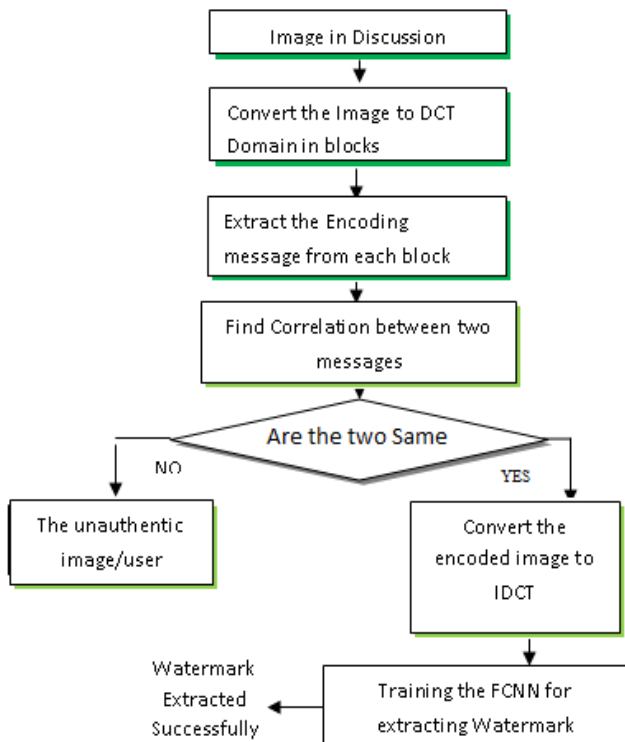 Image in Discussion
Convert the Image to DCT
Domain in blocks
Extract the Encoding
message from each block
Find Correlation between two
messages
Are the two Same
NO
YES
The unauthentic
image/user
Convert the
encoded image to
IDCT
Watermark
Extracted
Successfully
Training the FCNN for
extracting Watermark